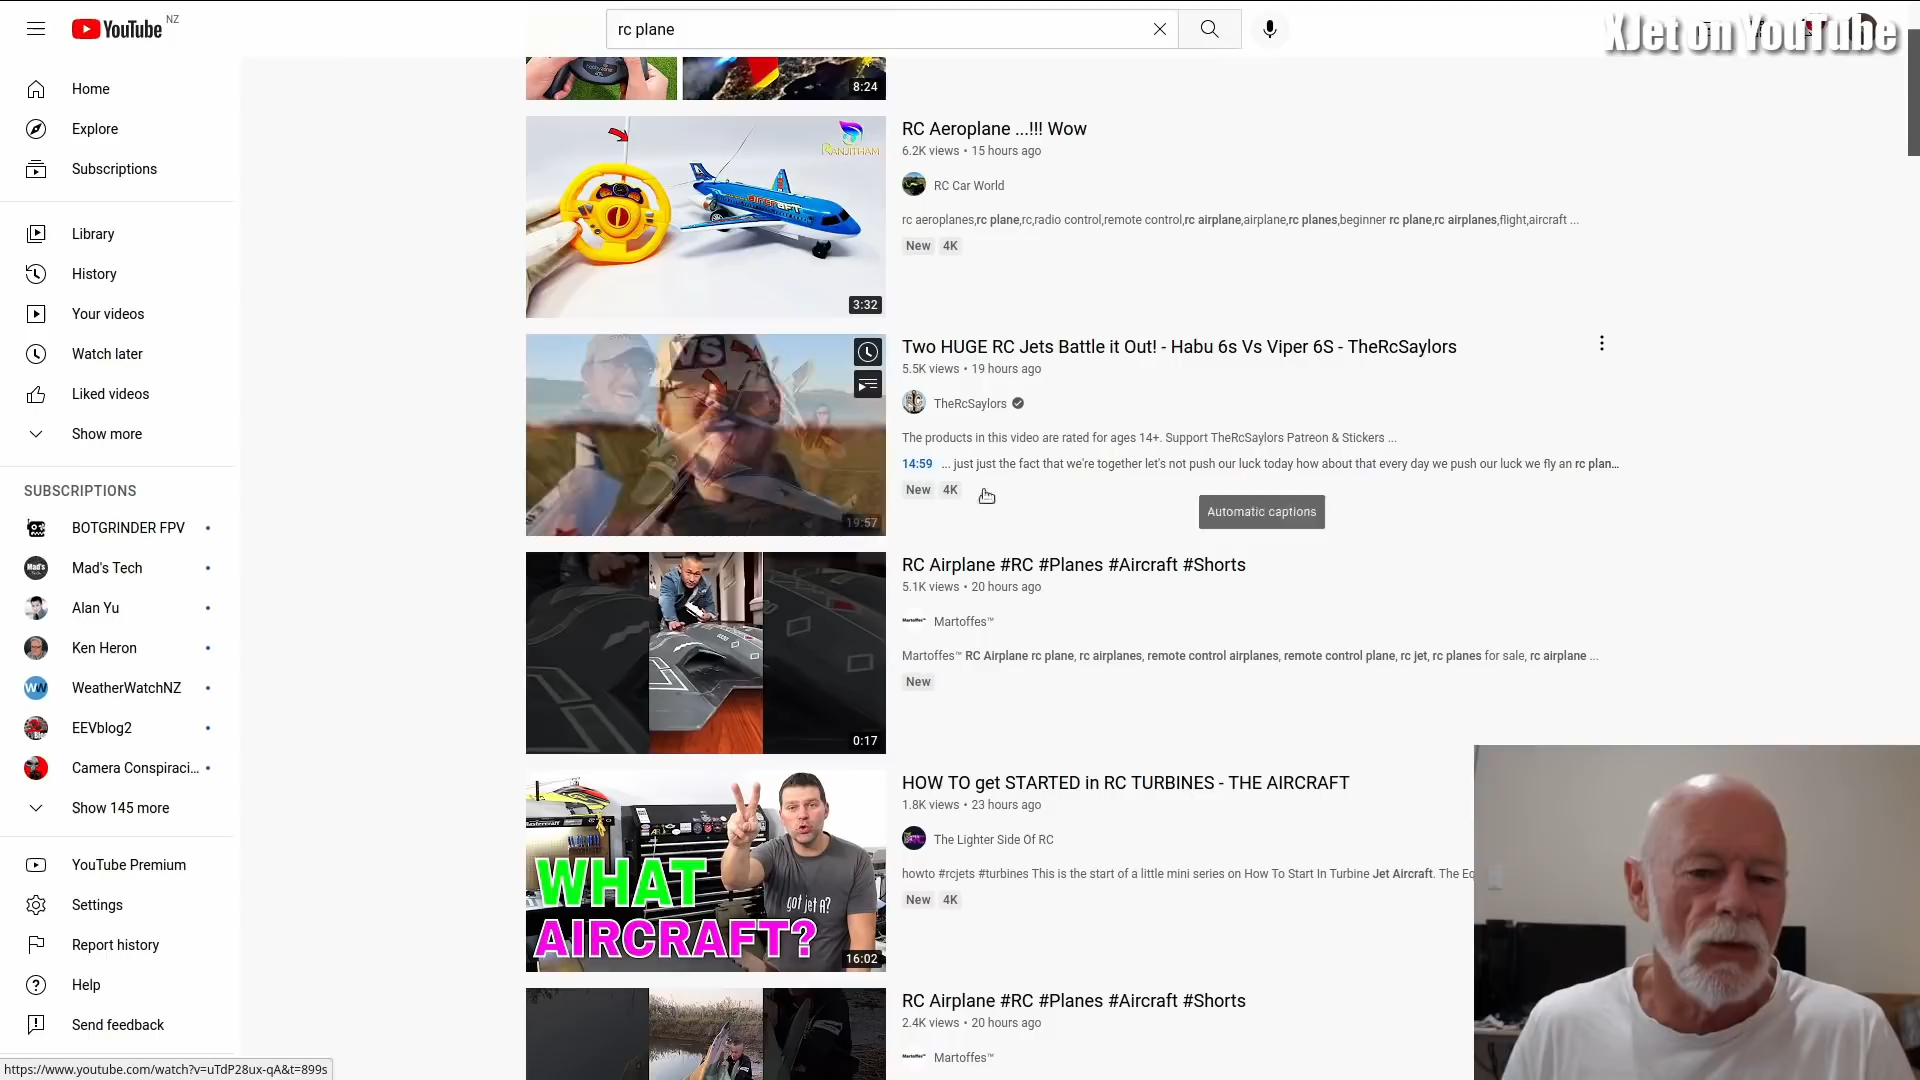 YouTube NZ
rc plane
XJet on YouTube
Home
Explore
Subscriptions
Library
History
Your videos
Watch later
Liked videos
Show more
SUBSCRIPTIONS
BOTGRINDER FPV
Mad's Tech
Alan Yu
Ken Heron
WeatherWatchNZ
EEVblog2
Camera Conspiraci...
Show 145 more
YouTube Premium
Settings
Report history
Help
Send feedback
https://www.youtube.com/watch?v=uTdP28ux-qA&t=899s
8:24
RANJITHAM
3:32
RC Aeroplane ...!!! Wow
6.2K views • 15 hours ago
RC Car World
rc aeroplanes,rc plane,rc,radio control,remote control,rc airplane,airplane,rc planes,beginner rc plane,rc airplanes,flight,aircraft ...
New 4K
VS
19:57
Two HUGE RC Jets Battle it Out! - Habu 6s Vs Viper 6S - TheRcSaylors
5.5K views • 19 hours ago
TheRcSaylors
The products in this video are rated for ages 14+. Support TheRcSaylors Patreon & Stickers ...
14:59 ... just just the fact that we're together let's not push our luck today how about that every day we push our luck we fly an rc plan...
New 4K
Automatic captions
0:17
RC Airplane #RC #Planes #Aircraft #Shorts
5.1K views • 20 hours ago
Martoffes™
Martoffes™ RC Airplane rc plane, rc airplanes, remote control airplanes, remote control plane, rc jet, rc planes for sale, rc airplane ...
New
WHAT
AIRCRAFT?
got jet A?
16:02
HOW TO get STARTED in RC TURBINES - THE AIRCRAFT
1.8K views • 23 hours ago
The Lighter Side Of RC
howto #rcjets #turbines This is the start of a little mini series on How To Start In Turbine Jet Aircraft. The Eq
New 4K
RC Airplane #RC #Planes #Aircraft #Shorts
2.4K views • 20 hours ago
Martoffes™